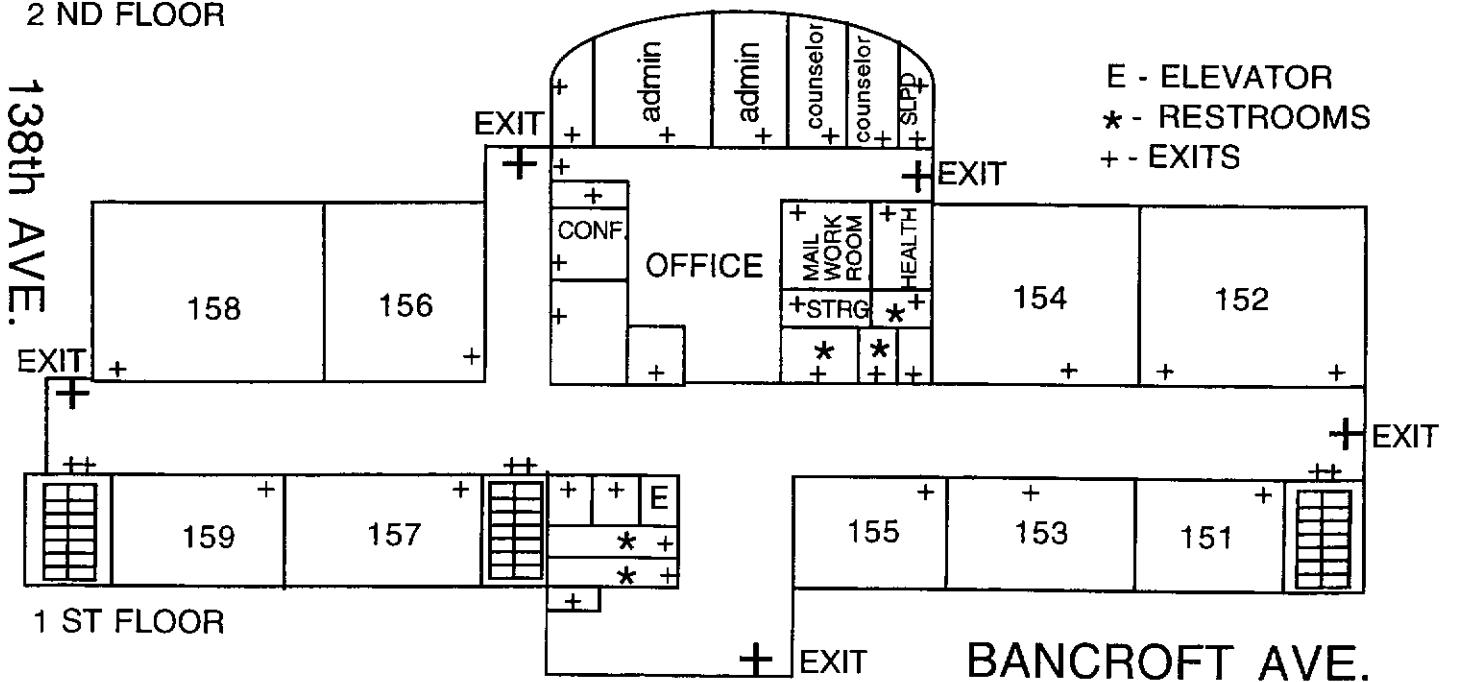 2 ND FLOOR
138th AVE.
admin
admin
counselor
counselor
SLPD
E - ELEVATOR
* - RESTROOMS
+ - EXITS
EXIT
EXIT
CONF.
OFFICE
MAIL
WORK
ROOM
HEALTH
+STRG
*
158
156
154
152
*
*
EXIT
EXIT
159
157
E
*
*
155
153
151
1 ST FLOOR
EXIT
BANCROFT AVE.